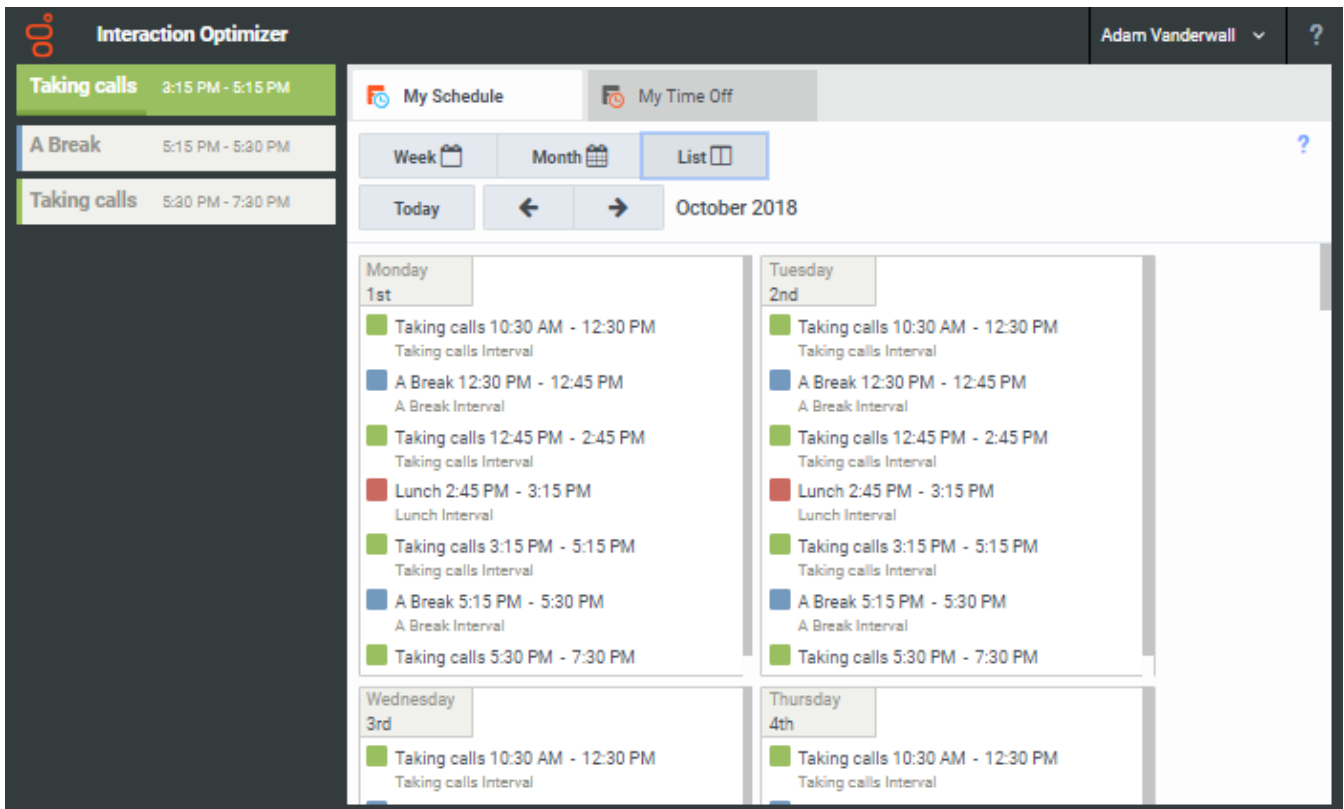 Interaction Optimizer
Adam Vanderwall
?
Taking calls 3:15 PM - 5:15 PM
A Break 5:15 PM - 5:30 PM
Taking calls 5:30 PM - 7:30 PM
My Schedule
My Time Off
Week
Month
List
?
Today
October 2018
Monday
1st
Taking calls 10:30 AM - 12:30 PM
Taking calls Interval
A Break 12:30 PM - 12:45 PM
A Break Interval
Taking calls 12:45 PM - 2:45 PM
Taking calls Interval
Lunch 2:45 PM - 3:15 PM
Lunch Interval
Taking calls 3:15 PM - 5:15 PM
Taking calls Interval
A Break 5:15 PM - 5:30 PM
A Break Interval
Taking calls 5:30 PM - 7:30 PM
Tuesday
2nd
Taking calls 10:30 AM - 12:30 PM
Taking calls Interval
A Break 12:30 PM - 12:45 PM
A Break Interval
Taking calls 12:45 PM - 2:45 PM
Taking calls Interval
Lunch 2:45 PM - 3:15 PM
Lunch Interval
Taking calls 3:15 PM - 5:15 PM
Taking calls Interval
A Break 5:15 PM - 5:30 PM
A Break Interval
Taking calls 5:30 PM - 7:30 PM
Wednesday
3rd
Taking calls 10:30 AM - 12:30 PM
Taking calls Interval
Thursday
4th
Taking calls 10:30 AM - 12:30 PM
Taking calls Interval